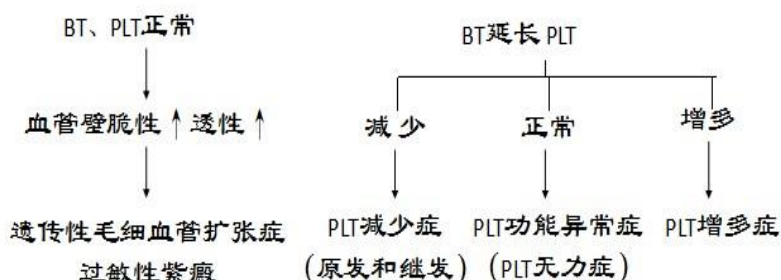 BT、PLT正常
血管壁脆性↑透性↑
遗传性毛细血管扩张症
过敏性紫癜
BT延长PLT
减少 正常 增多
PLT减少症 PLT功能异常症 PLT增多症
(原发和继发) (PLT无力症)